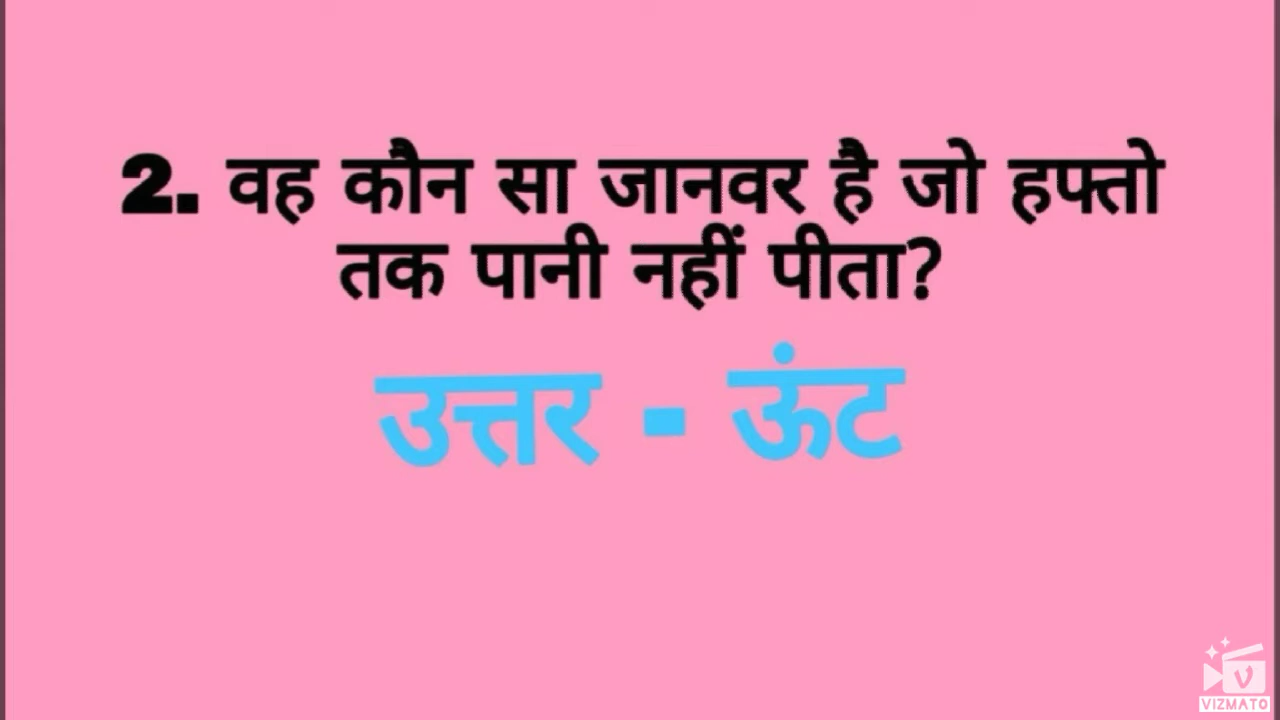 2. वह कौन सा जानवर है जो हफ्तो
तक पानी नहीं पीता?
उत्तर - ऊंट
VIZMATO